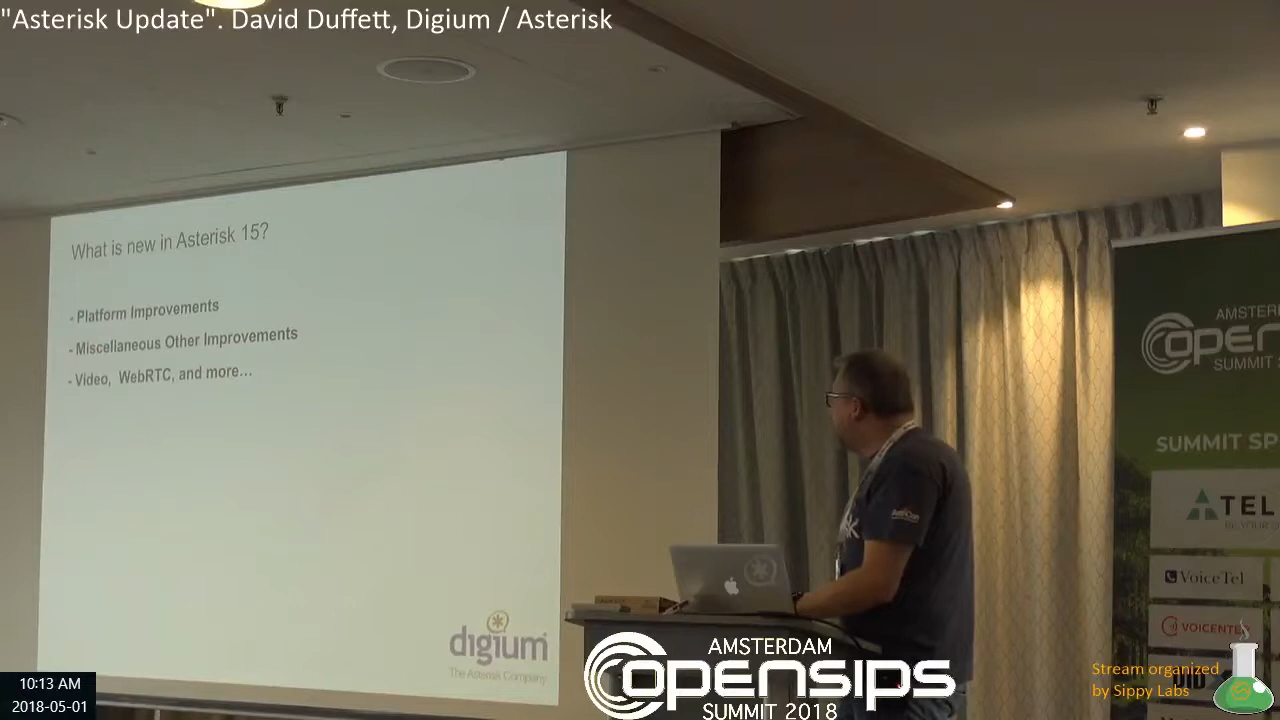 "Asterisk Update". David Duffett, Digium / Asterisk
What is new in Asterisk 15?
- Platform Improvements
- Miscellaneous Other Improvements
- Video, WebRTC, and more...
digium
The Asterisk Company
AMSTER
OPENSI
SUMMIT
SUMMIT SP
TEL
VoiceTel
VOICENTE
AMSTERDAM
OPENSIPS
SUMMIT 2018
Stream organized
by Sippy Labs
10:13 AM
2018-05-01